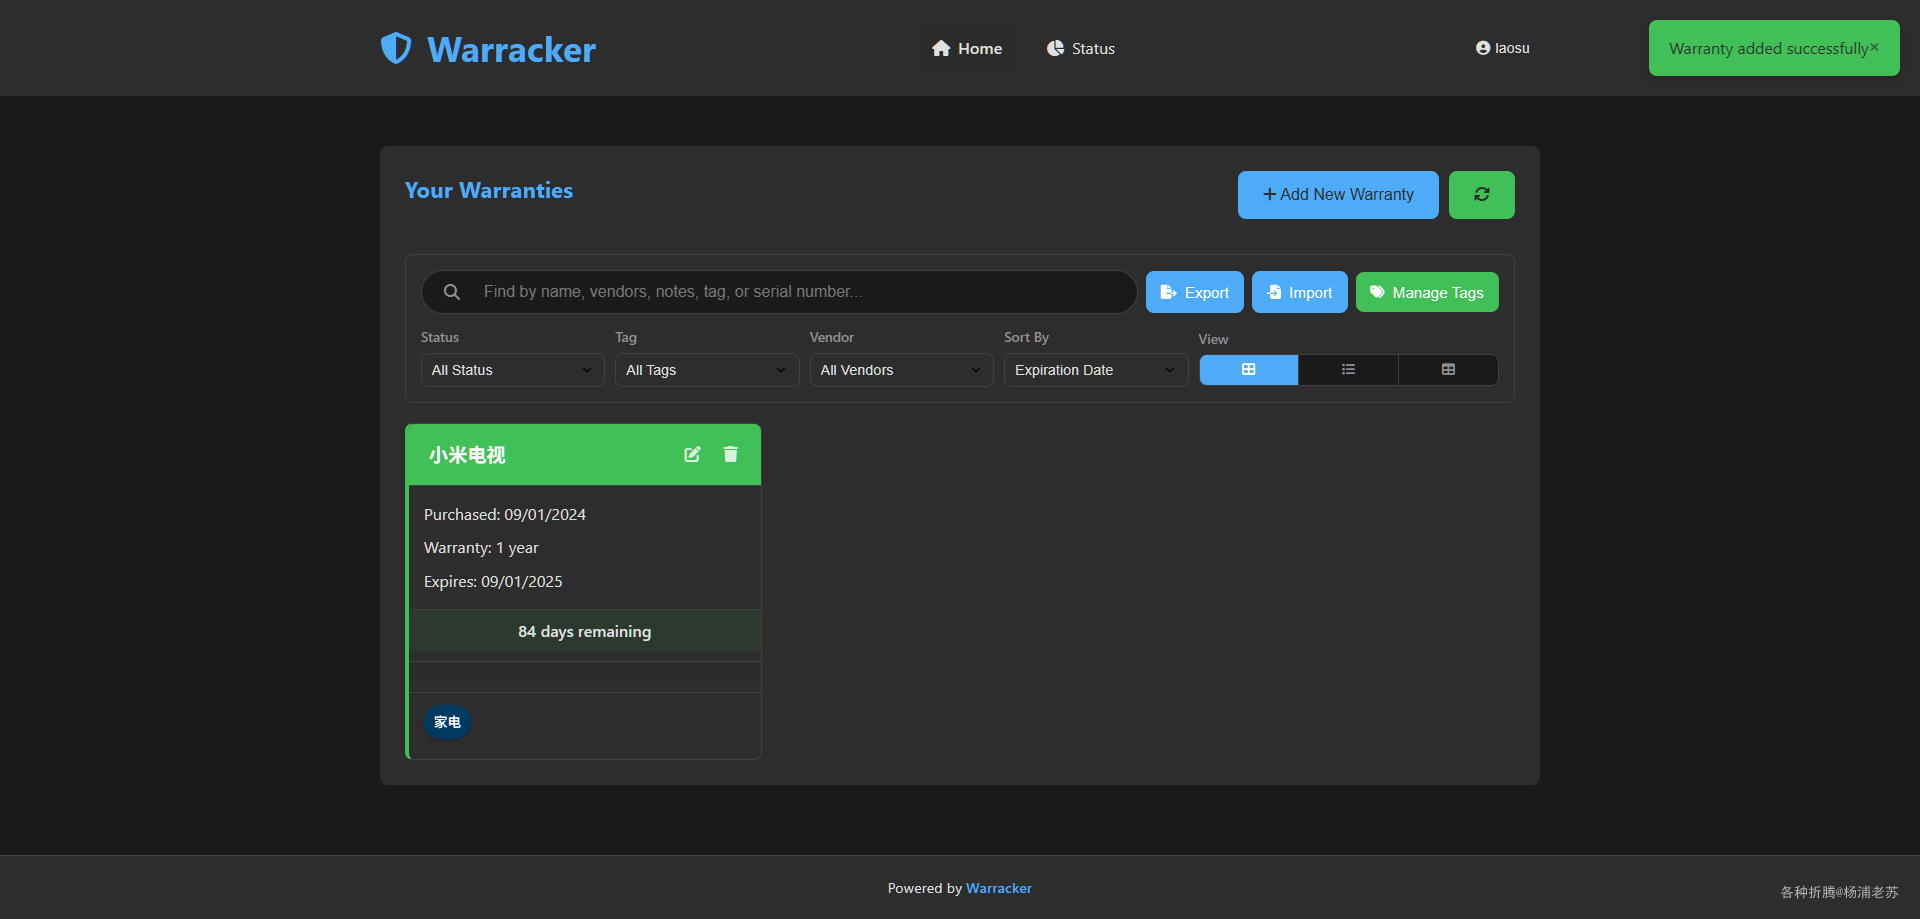 Warracker
Home
Status
laosu
Warranty added successfully×
Your Warranties
Add New Warranty
Find by name, vendors, notes, tag, or serial number...
Export
Import
Manage Tags
Status
Tag
Vendor
Sort By
View
All Status
All Tags
All Vendors
Expiration Date
小米电视
Purchased: 09/01/2024
Warranty: 1 year
Expires: 09/01/2025
84 days remaining
家电
Powered by Warracker
各种折腾@杨浦老苏